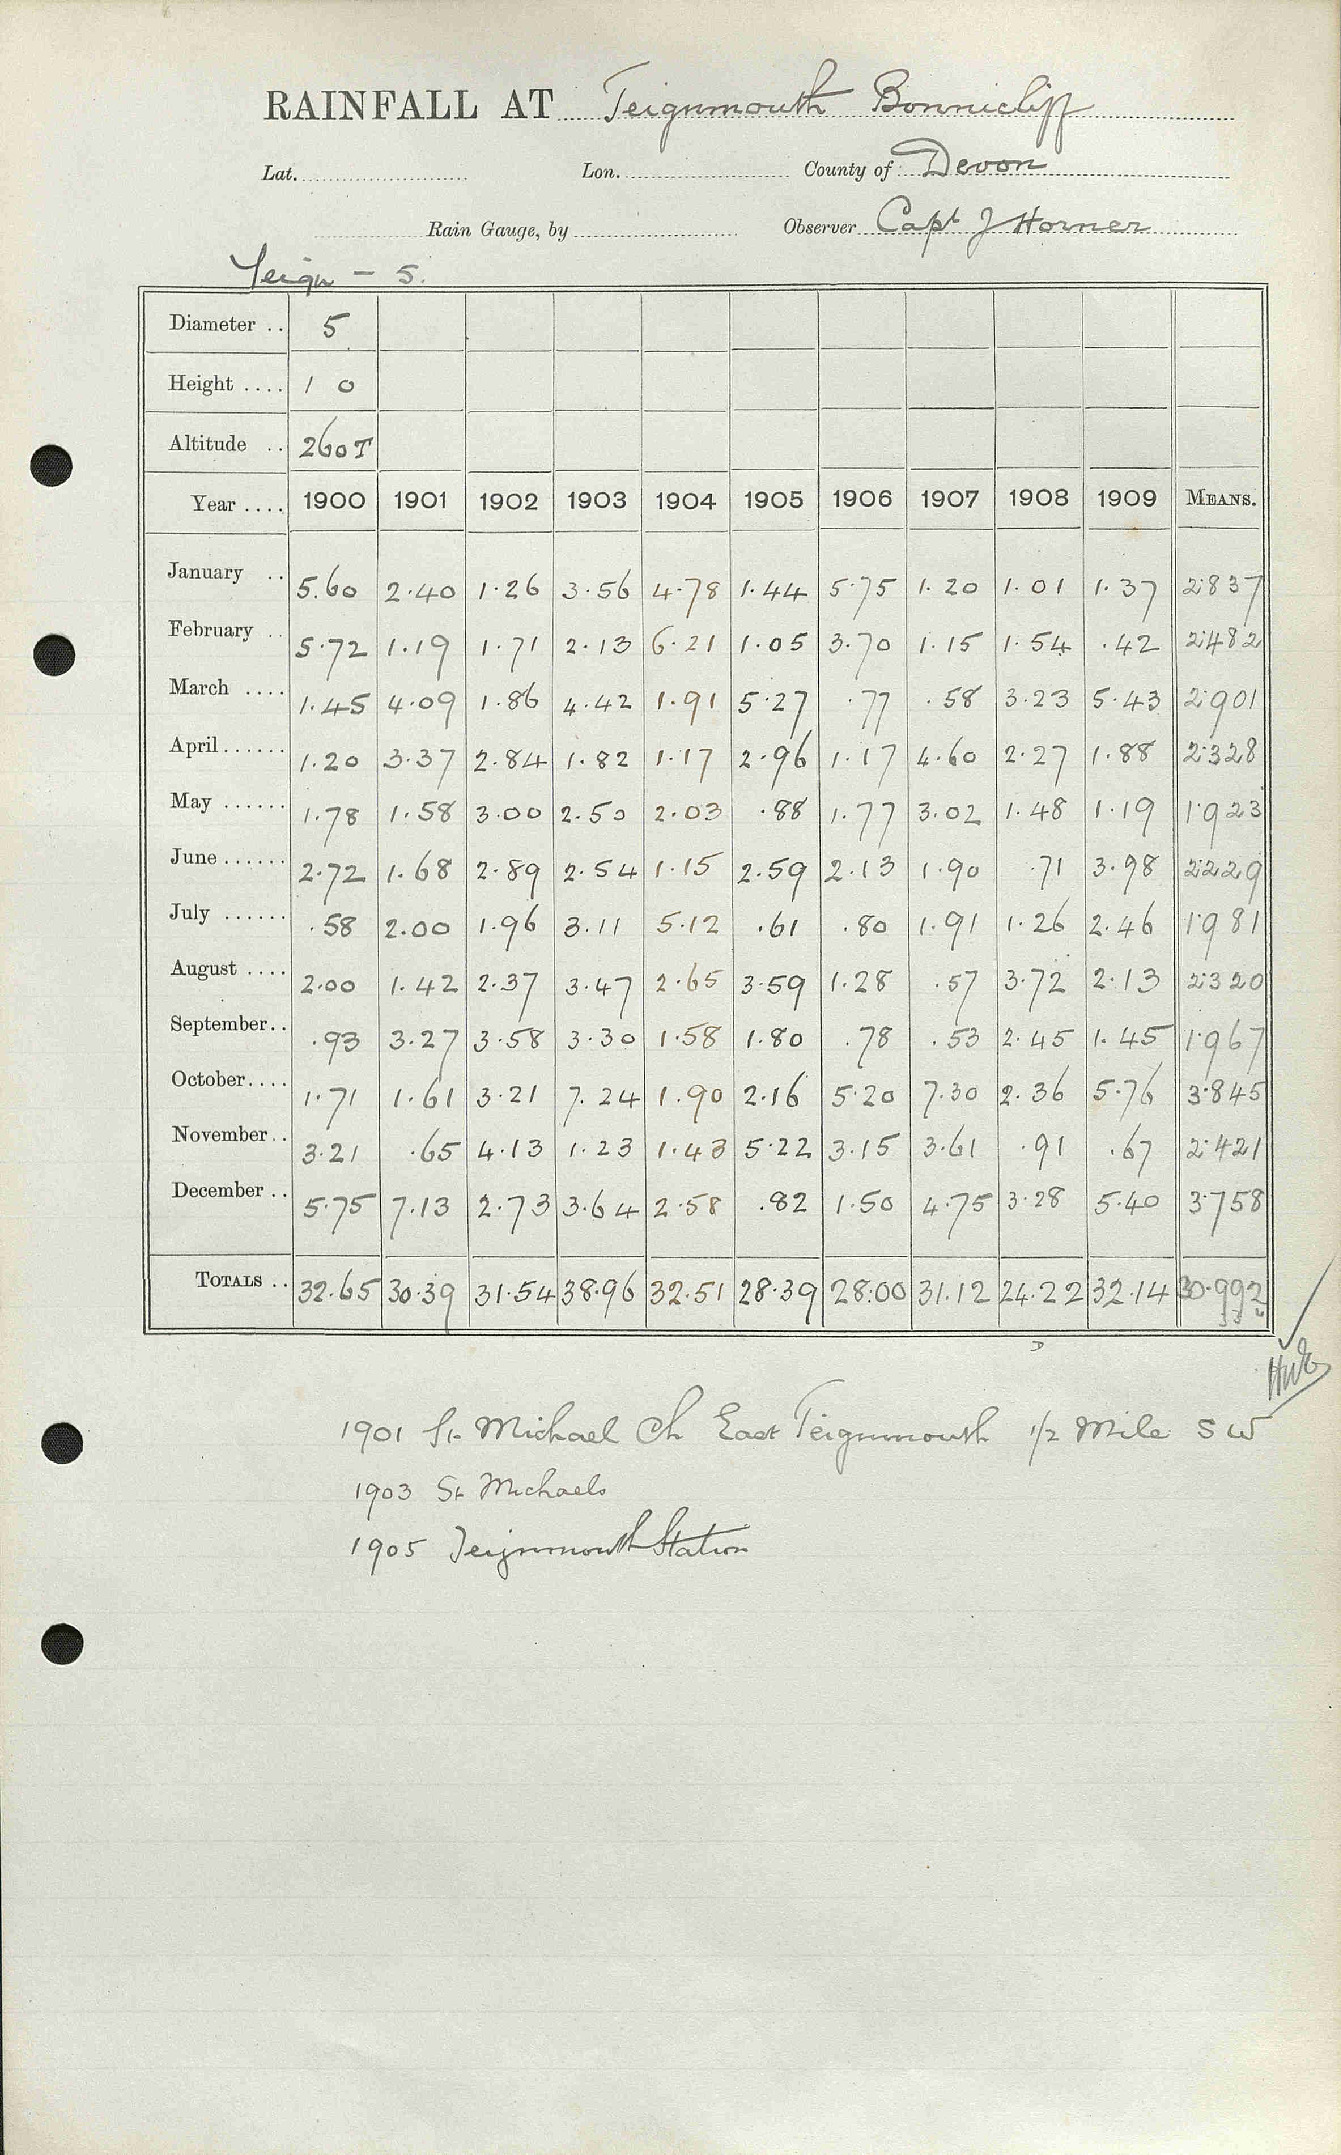 RAINFALL AT Teignmouth Bonnicliff
Lat. Lon. County of Devon
Rain Gauge, by Observer Capt J Horner
Teign – 5.
Diameter .. 5
Height .... 1 0
Altitude .. 260T
Year .... 1900 1901 1902 1903 1904 1905 1906 1907 1908 1909 MEANS.
January .. 5.60 2.40 1.26 3.56 4.78 1.44 5.75 1.20 1.01 1.37 2.837
February .. 5.72 1.19 1.71 2.13 6.21 1.05 3.70 1.15 1.54 .42 2.482
March .... 1.45 4.09 1.86 4.42 1.91 5.27 .77 .58 3.23 5.43 2.901
April...... 1.20 3.37 2.84 1.82 1.17 2.96 1.17 4.60 2.27 1.88 2.328
May ...... 1.78 1.58 3.00 2.50 2.03 .88 1.77 3.02 1.48 1.19 1.923
June ...... 2.72 1.68 2.89 2.54 1.15 2.59 2.13 1.90 .71 3.98 2.229
July ...... .58 2.00 1.96 3.11 5.12 .61 .80 1.91 1.26 2.46 1.981
August .... 2.00 1.42 2.37 3.47 2.65 3.59 1.28 .57 3.72 2.13 2.320
September.. .93 3.27 3.58 3.30 1.58 1.80 .78 .53 2.45 1.45 1.967
October.... 1.71 1.61 3.21 7.24 1.90 2.16 5.20 7.30 2.36 5.76 3.845
November.. 3.21 .65 4.13 1.23 1.43 5.22 3.15 3.61 .91 .67 2.421
December .. 5.75 7.13 2.73 3.64 2.58 .82 1.50 4.75 3.28 5.40 3.758
TOTALS .. 32.65 30.39 31.54 38.96 32.51 28.39 28.00 31.12 24.22 32.14 30.992
D
1901 St. Michael Ch East Teignmouth 1/2 Mile SW
1903 St Michaels
1905 Teignmouth Station